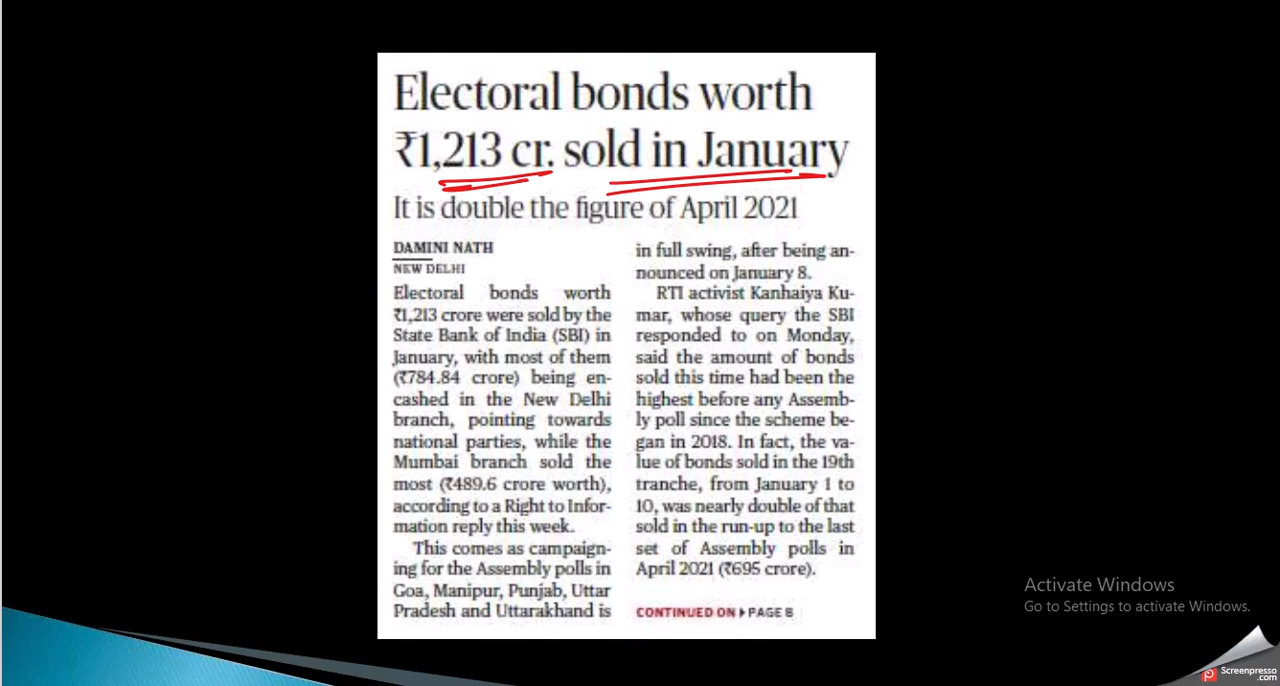 Electoral bonds worth
₹1,213 cr. sold in January
It is double the figure of April 2021
DAMINI NATH
NEW DELHI
Electoral bonds worth
₹1,213 crore were sold by the
State Bank of India (SBI) in
January, with most of them
(₹784.84 crore) being en-
cashed in the New Delhi
branch, pointing towards
national parties, while the
Mumbai branch sold the
most (₹489.6 crore worth),
according to a Right to Infor-
mation reply this week.
This comes as campaign-
ing for the Assembly polls in
Goa, Manipur, Punjab, Uttar
Pradesh and Uttarakhand is
in full swing, after being an-
nounced on January 8.
RTI activist Kanhaiya Ku-
mar, whose query the SBI
responded to on Monday,
said the amount of bonds
sold this time had been the
highest before any Assemb-
ly poll since the scheme be-
gan in 2018. In fact, the va-
lue of bonds sold in the 19th
tranche, from January 1 to
10, was nearly double of that
sold in the run-up to the last
set of Assembly polls in
April 2021 (₹695 crore).
CONTINUED ON ▸ PAGE 8
Activate Windows
Go to Settings to activate Windows.
Screenpresso
.com